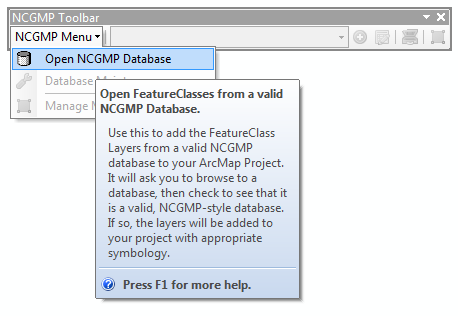 NCGMP Toolbar
NCGMP Menu
Open NCGMP Database
Database
Manage
Open FeatureClasses from a valid
NCGMP Database.
Use this to add the FeatureClass
Layers from a valid NCGMP
database to your ArcMap Project.
It will ask you to browse to a
database, then check to see that
it is a valid, NCGMP-style database.
If so, the layers will be added to
your project with appropriate
symbology.
Press F1 for more help.